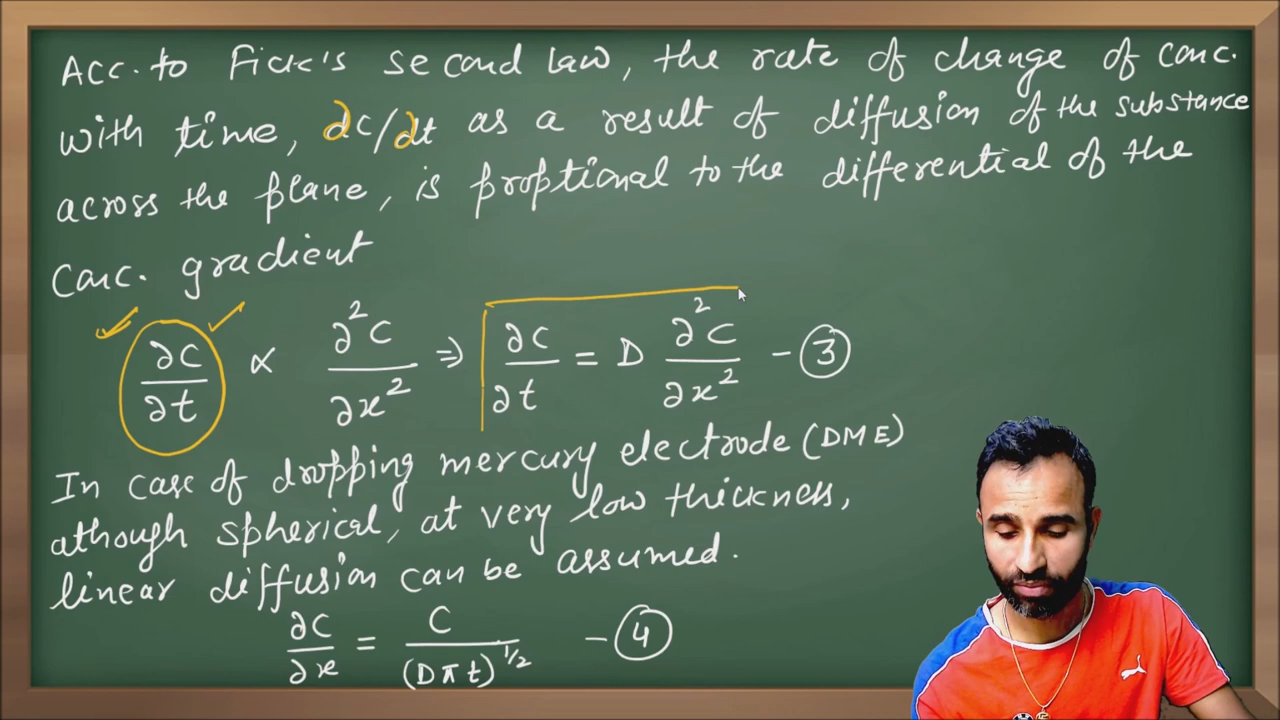 Acc. to Fick's second law, the rate of change of conc.
with time, ∂c/∂t as a result of diffusion of the substance
across the plane, is proptional to the differential of the
Conc. gradient
∂c/∂t ∝ ∂²c/∂x² ⇒ ∂c/∂t = D ∂²c/∂x² - ③
In case of dropping mercury electrode (DME)
athough spherical, at very low thickness,
linear diffusion can be assumed.
∂c/∂x = C/(Dπt)^1/2 - ④